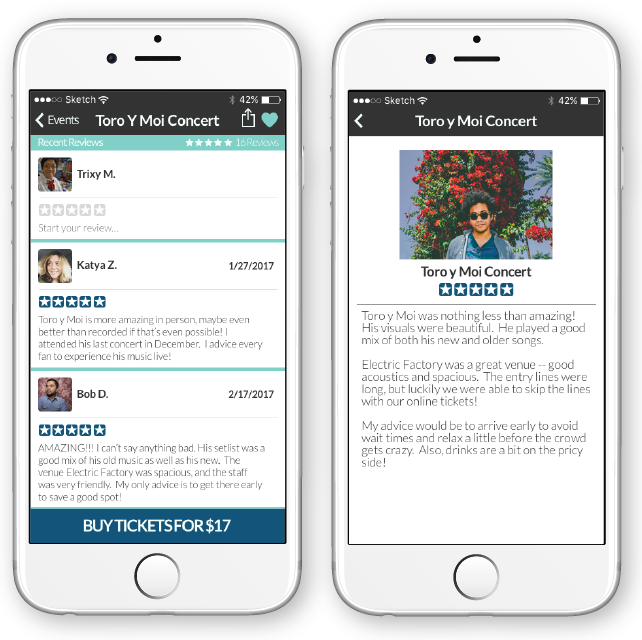 Sketch 42%
Events Toro Y Moi Concert
Recent Reviews 16 Reviews
Trixy M.
Start your review...
Katya Z. 1/27/2017
Toro y Moi is more amazing in person, maybe even
better than recorded if that's even possible! I
attended his last concert in December. I advice every
fan to experience his music live!
Bob D. 2/17/2017
AMAZING!!! I can't say anything bad. His setlist was a
good mix of his old music as well as his new. The
venue Electric Factory was spacious, and the staff
was very friendly. My only advice is to get there early
to save a good spot!
BUY TICKETS FOR $17
Sketch 42%
Toro y Moi Concert
Toro y Moi Concert
Toro y Moi was nothing less than amazing!
His visuals were beautiful. He played a good
mix of both his new and older songs.
Electric Factory was a great venue -- good
acoustics and spacious. The entry lines were
long, but luckily we were able to skip the lines
with our online tickets!
My advice would be to arrive early to avoid
wait times and relax a little before the crowd
gets crazy. Also, drinks are a bit on the pricy
side!